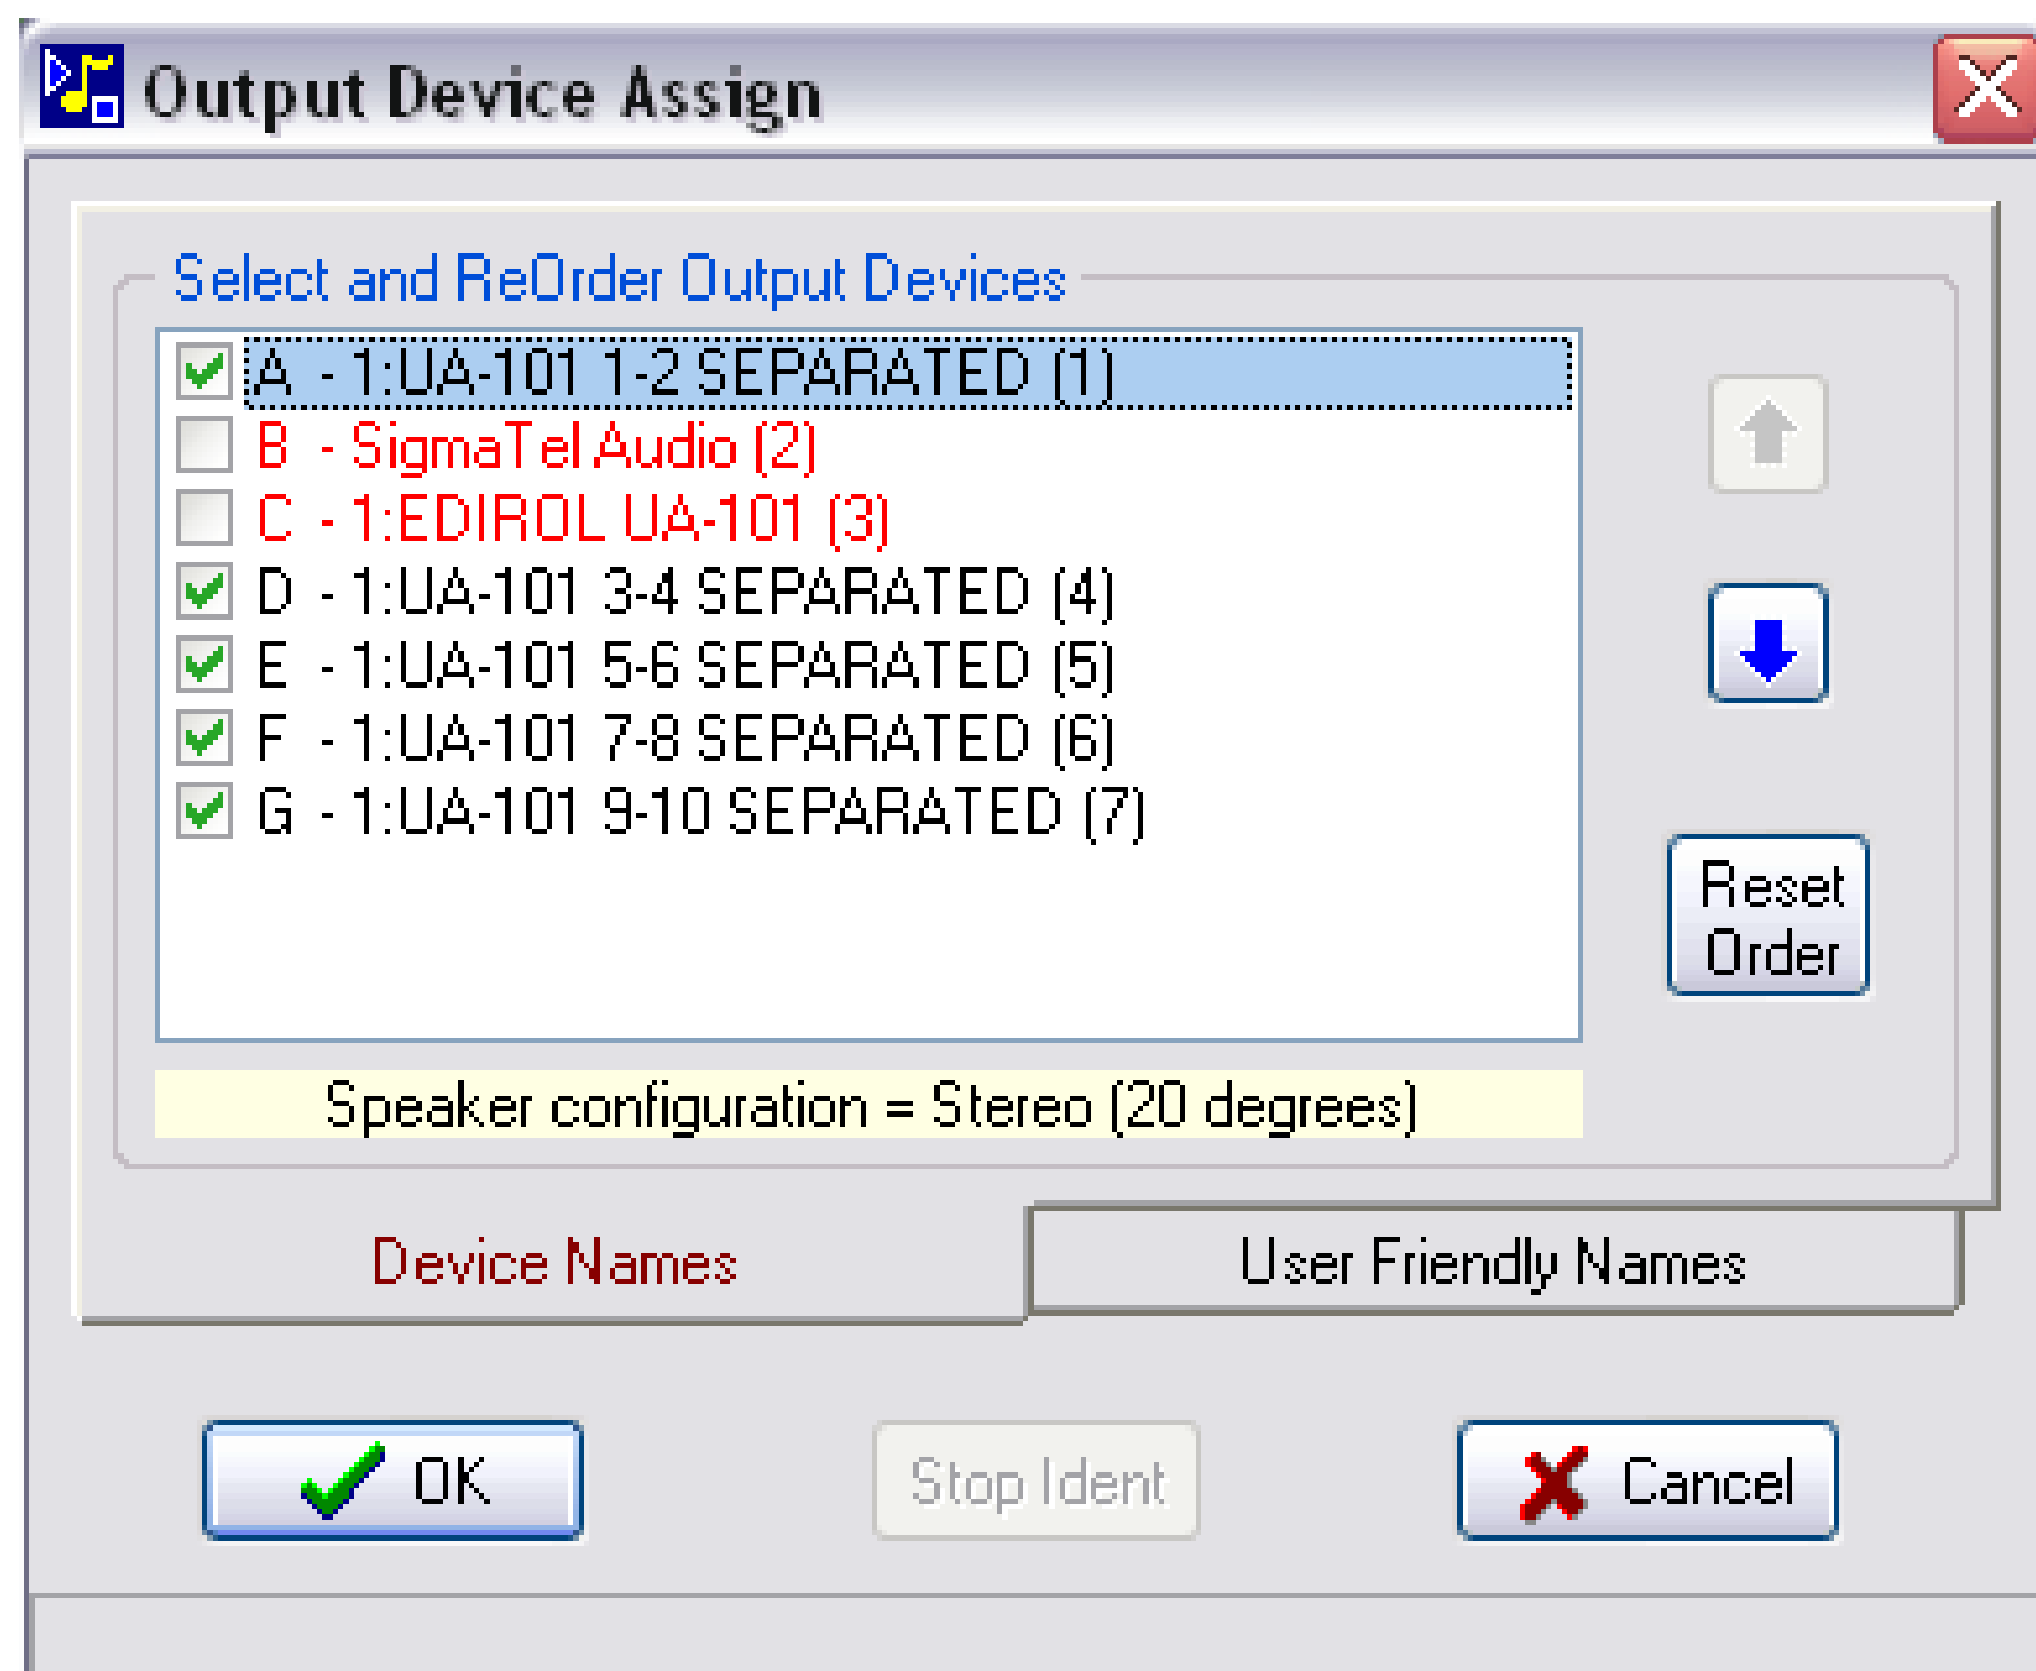 Output Device Assign
Select and ReOrder Output Devices
A - 1:UA-101 1-2 SEPARATED (1)
B - SigmaTel Audio (2)
C - 1:EDIROL UA-101 (3)
D - 1:UA-101 3-4 SEPARATED (4)
E - 1:UA-101 5-6 SEPARATED (5)
F - 1:UA-101 7-8 SEPARATED (6)
G - 1:UA-101 9-10 SEPARATED (7)
Reset
Order
Speaker configuration = Stereo (20 degrees)
Device Names
User Friendly Names
OK
Stop Ident
Cancel